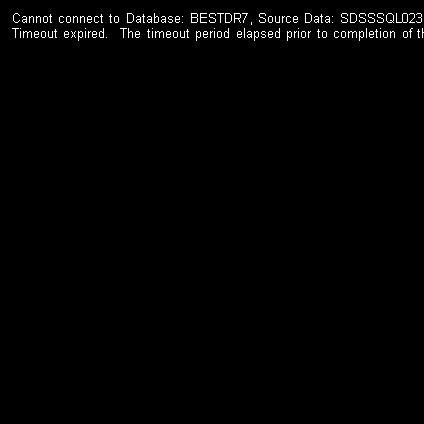 Cannot connect to Database: BESTDR7, Source Data: SDSSSQL023
Timeout expired. The timeout period elapsed prior to completion of th